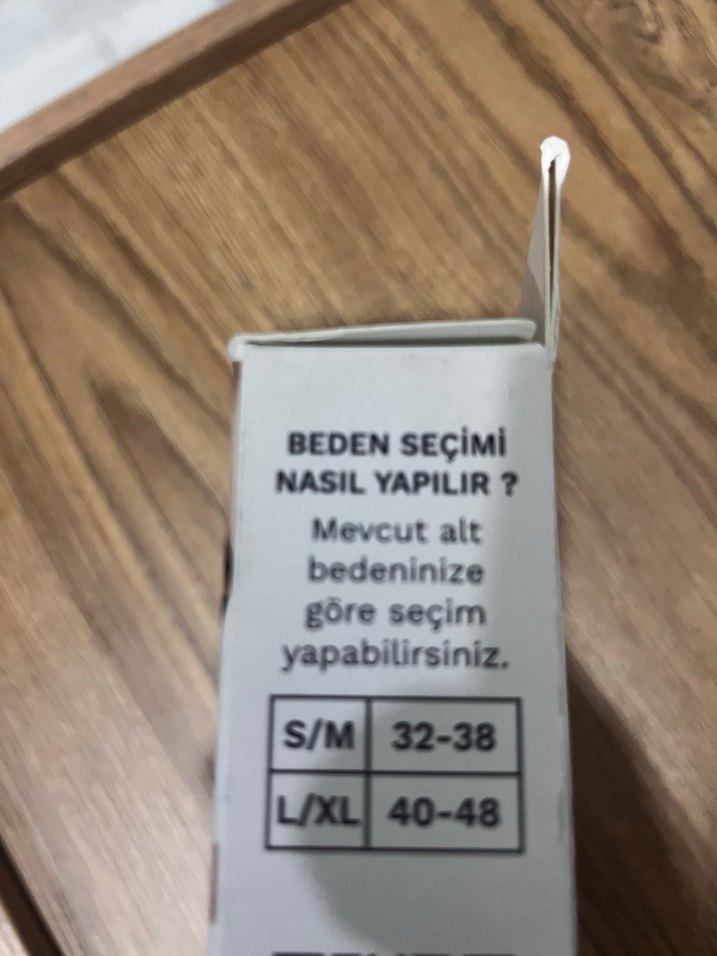 BEDEN SEÇİMİ
NASIL YAPILIR ?
Mevcut alt
bedeninize
göre seçim
yapabilirsiniz.
S/M 32-38
L/XL 40-48